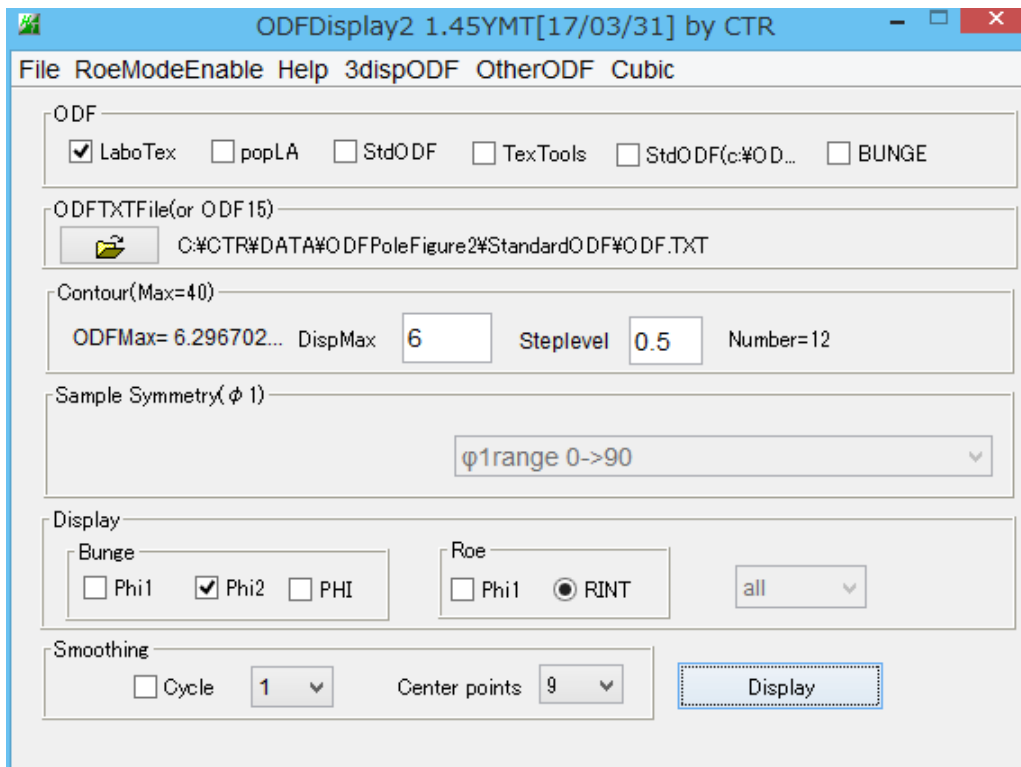 ODFDisplay2 1.45YMT[17/03/31] by CTR
File RoeModeEnable Help 3dispODF OtherODF Cubic
ODF
LaboTex popLA StdODF TexTools StdODF(c:¥OD... BUNGE
ODFTXTFile(or ODF15)
C:¥CTR¥DATA¥ODFPoleFigure2¥StandardODF¥ODF.TXT
Contour(Max=40)
ODFMax= 6.296702... DispMax 6 Steplevel 0.5 Number=12
Sample Symmetry(φ1)
φ1range 0->90
Display
Bunge Roe
Phi1 Phi2 PHI Phi1 RINT all
Smoothing
Cycle 1 Center points 9 Display